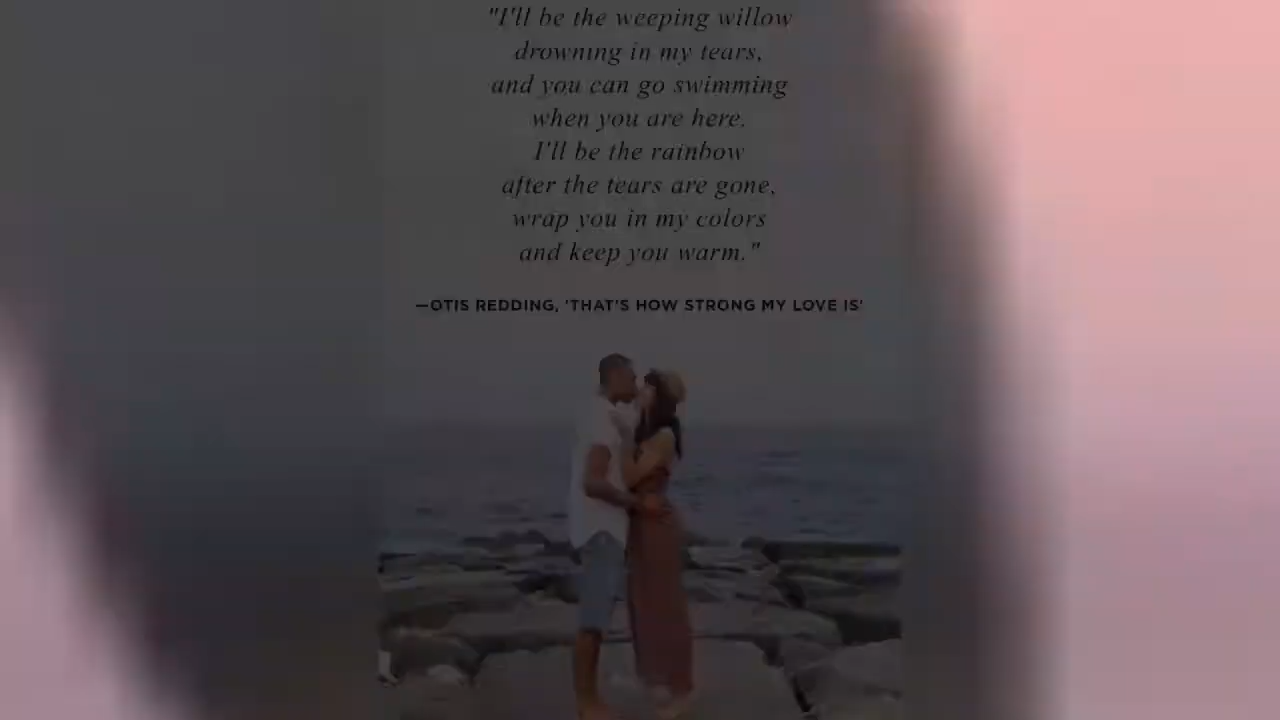 "I'll be the weeping willow
drowning in my tears,
and you can go swimming
when you are here.
I'll be the rainbow
after the tears are gone,
wrap you in my colors
and keep you warm."
—OTIS REDDING, 'THAT'S HOW STRONG MY LOVE IS'